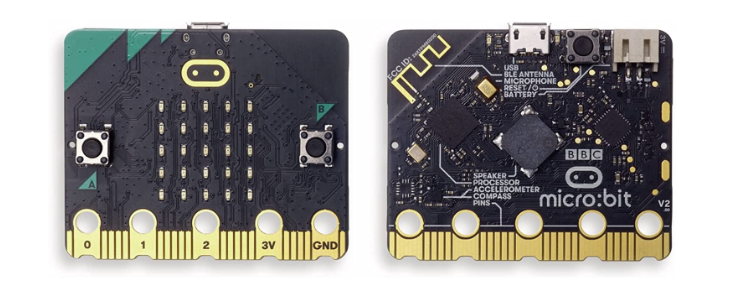 B
A
0 1 2 3V GND
USB
BLE ANTENNA
MICROPHONE
RESET/
BATTERY
SPEAKER
PROCESSOR
ACCELEROMETER
COMPASS
PINS
BBC
micro:bit
V2